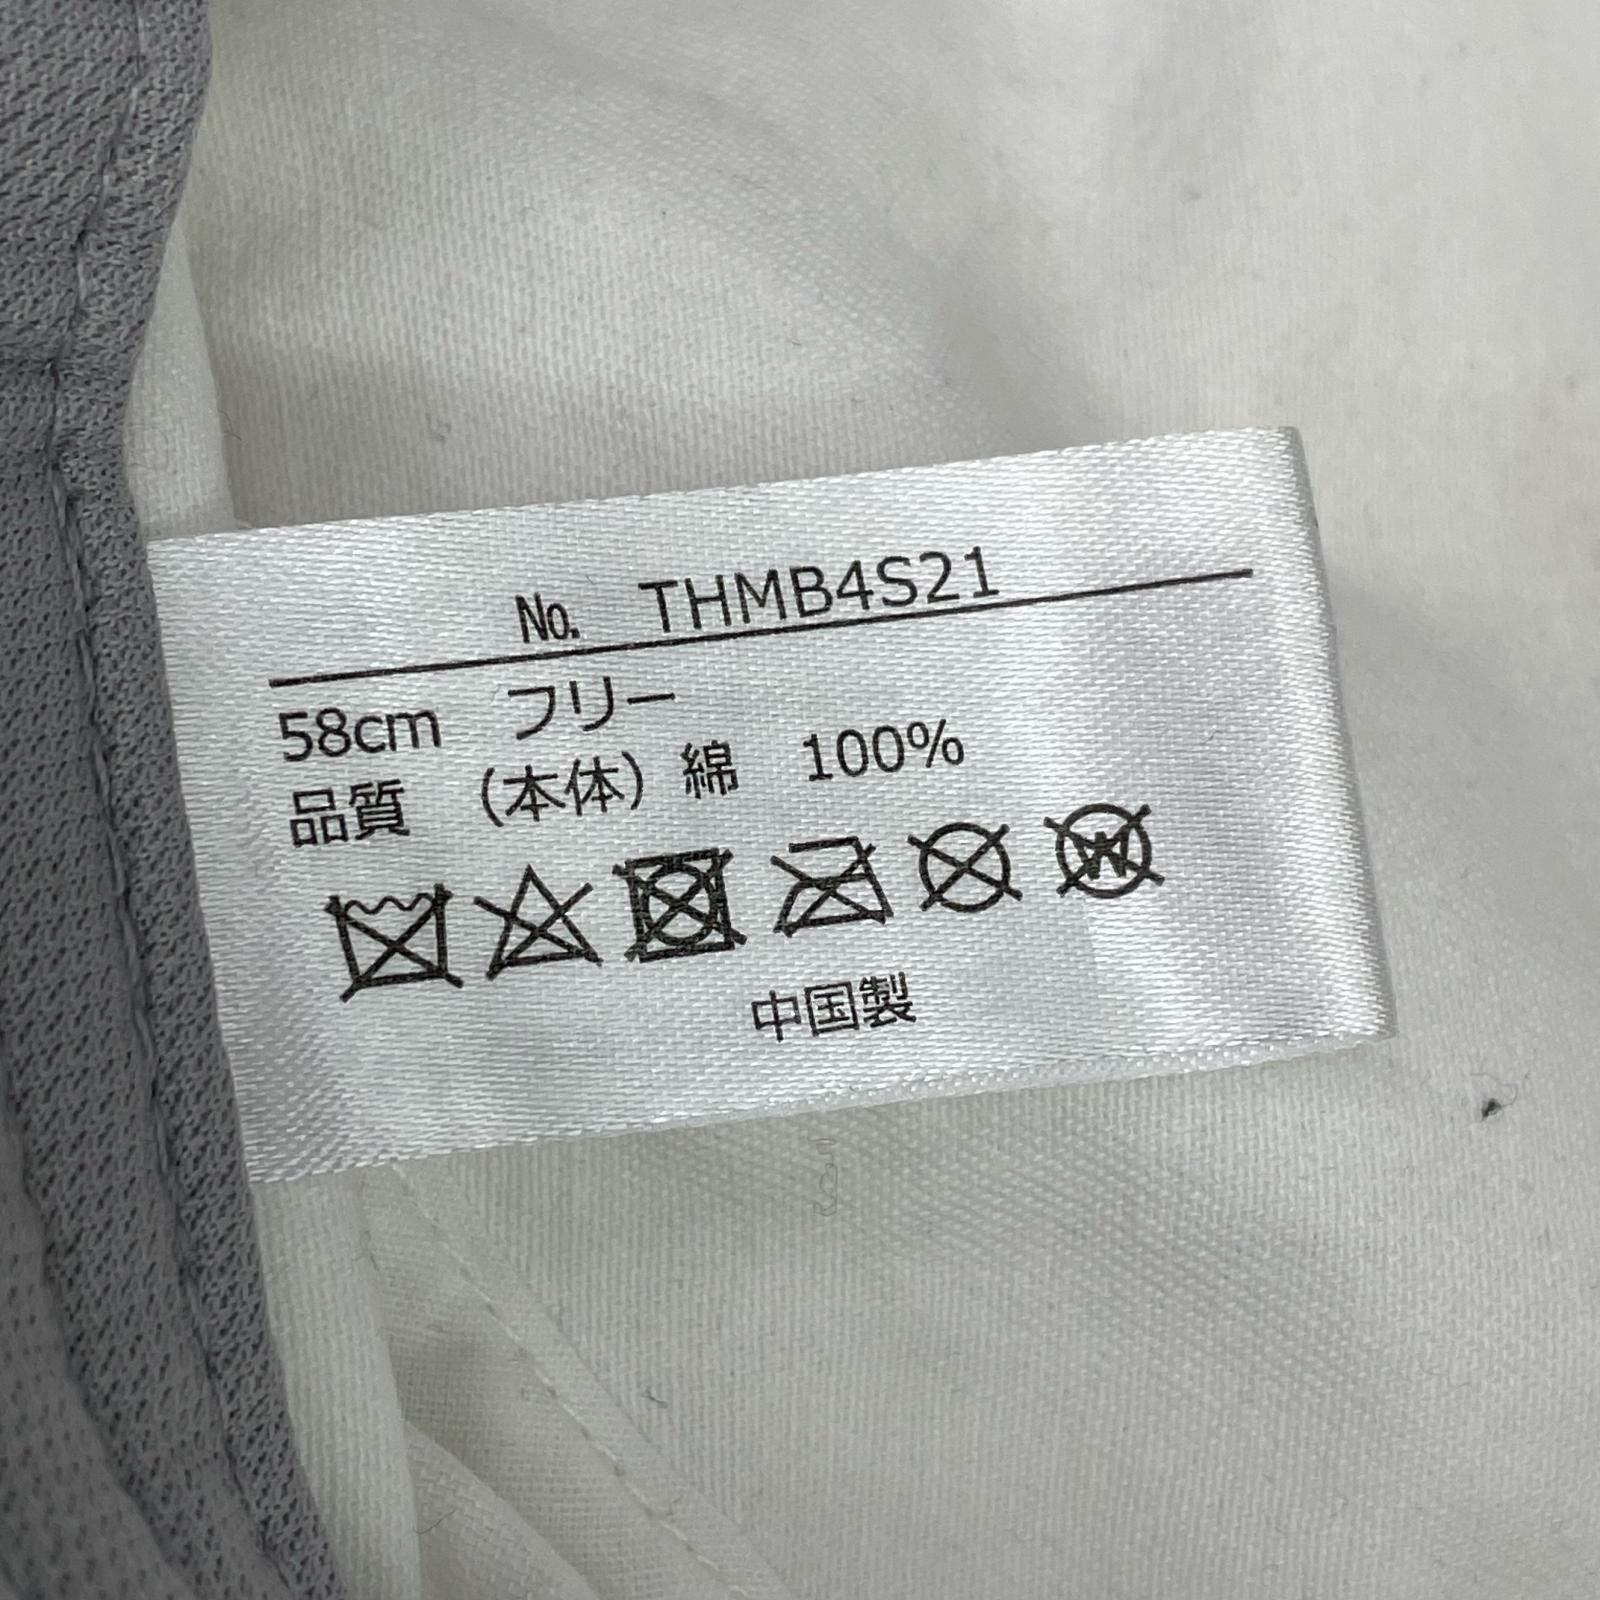 No. THMB4S21
58cm フリー
品質 (本体) 綿 100%
W
中国製